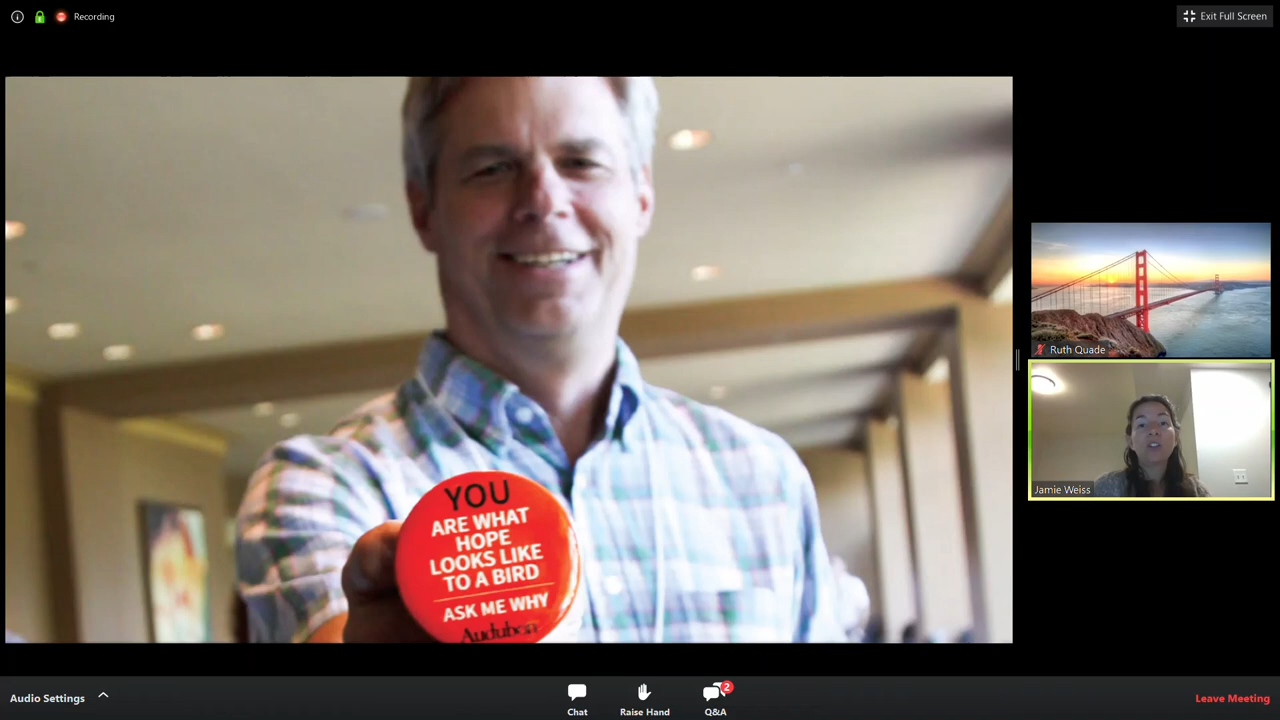 Recording
Exit Full Screen
YOU
ARE WHAT
HOPE
LOOKS LIKE
TO A BIRD
ASK ME WHY
Audubon
Ruth Quade
Jamie Weiss
Audio Settings
Chat
Raise Hand
2
Q&A
Leave Meeting